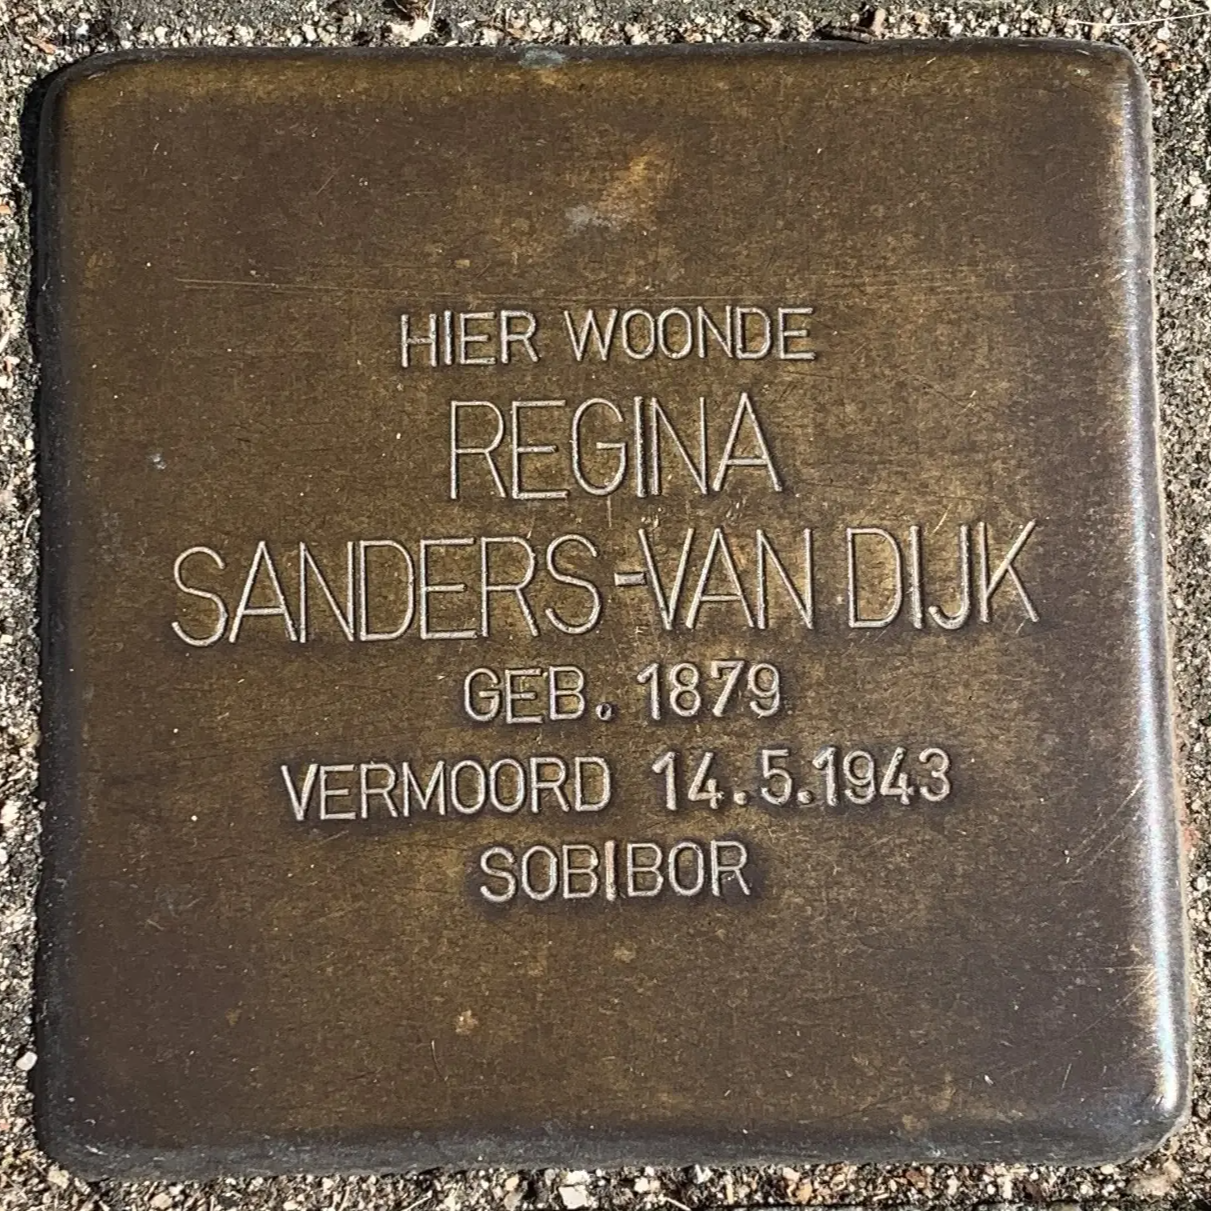 HIER WOONDE
REGINA
SANDERS-VAN DIJK
GEB. 1879
VERMOORD 14.5.1943
SOBIBOR